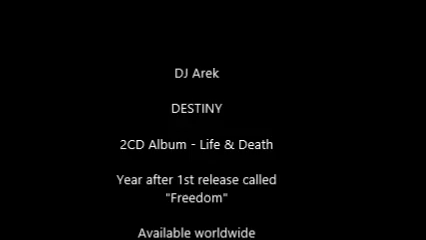 DJ Arek
DESTINY
2CD Album - Life & Death
Year after 1st release called
"Freedom"
Available worldwide